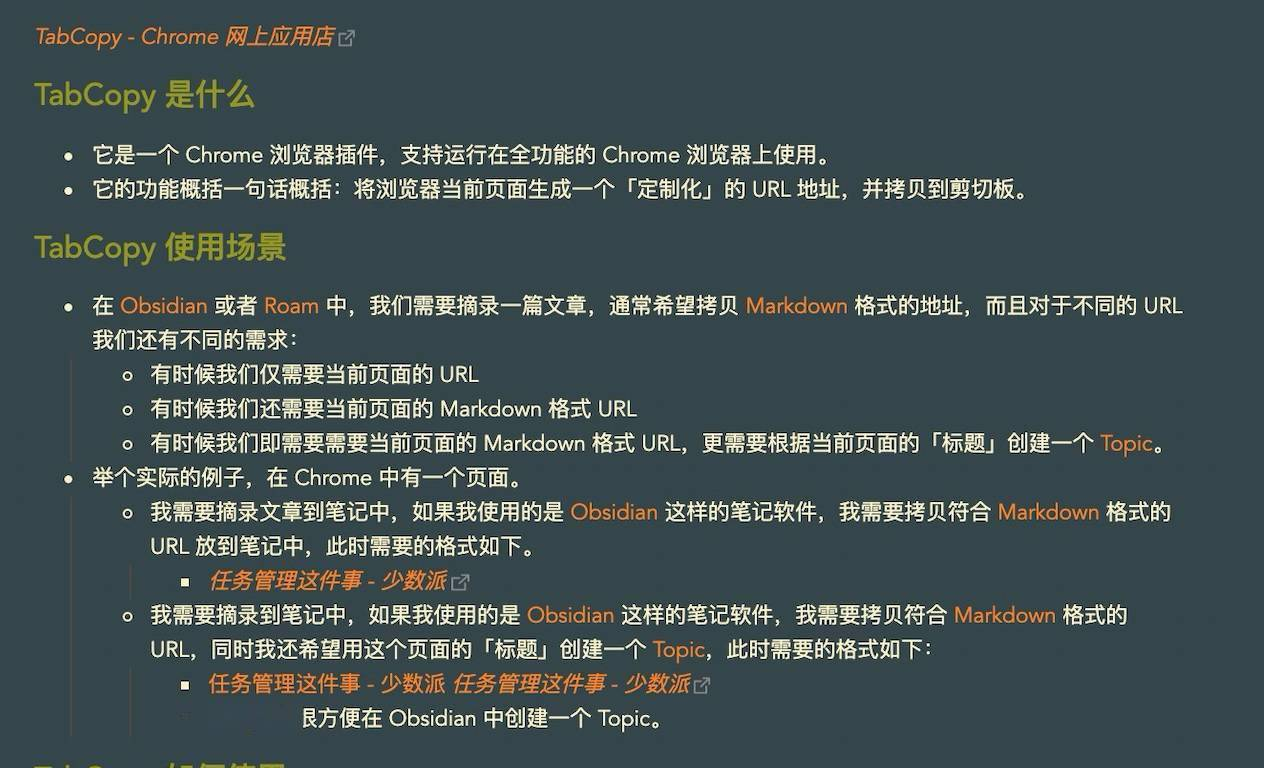 TabCopy - Chrome 网上应用店
TabCopy 是什么
它是一个 Chrome 浏览器插件，支持运行在全功能的 Chrome 浏览器上使用。
它的功能概括一句话概括：将浏览器当前页面生成一个「定制化」的 URL 地址，并拷贝到剪切板。
TabCopy 使用场景
在 Obsidian 或者 Roam 中，我们需要摘录一篇文章，通常希望拷贝 Markdown 格式的地址，而且对于不同的 URL
我们还有不同的需求：
有时候我们仅需要当前页面的 URL
有时候我们还需要当前页面的 Markdown 格式 URL
有时候我们即需要需要当前页面的 Markdown 格式 URL，更需要根据当前页面的「标题」创建一个 Topic。
举个实际的例子，在 Chrome 中有一个页面。
我需要摘录文章到笔记中，如果我使用的是 Obsidian 这样的笔记软件，我需要拷贝符合 Markdown 格式的
URL 放到笔记中，此时需要的格式如下。
任务管理这件事 - 少数派
我需要摘录到笔记中，如果我使用的是 Obsidian 这样的笔记软件，我需要拷贝符合 Markdown 格式的
URL，同时我还希望用这个页面的「标题」创建一个 Topic，此时需要的格式如下：
任务管理这件事 - 少数派 任务管理这件事 - 少数派
方便在 Obsidian 中创建一个 Topic。